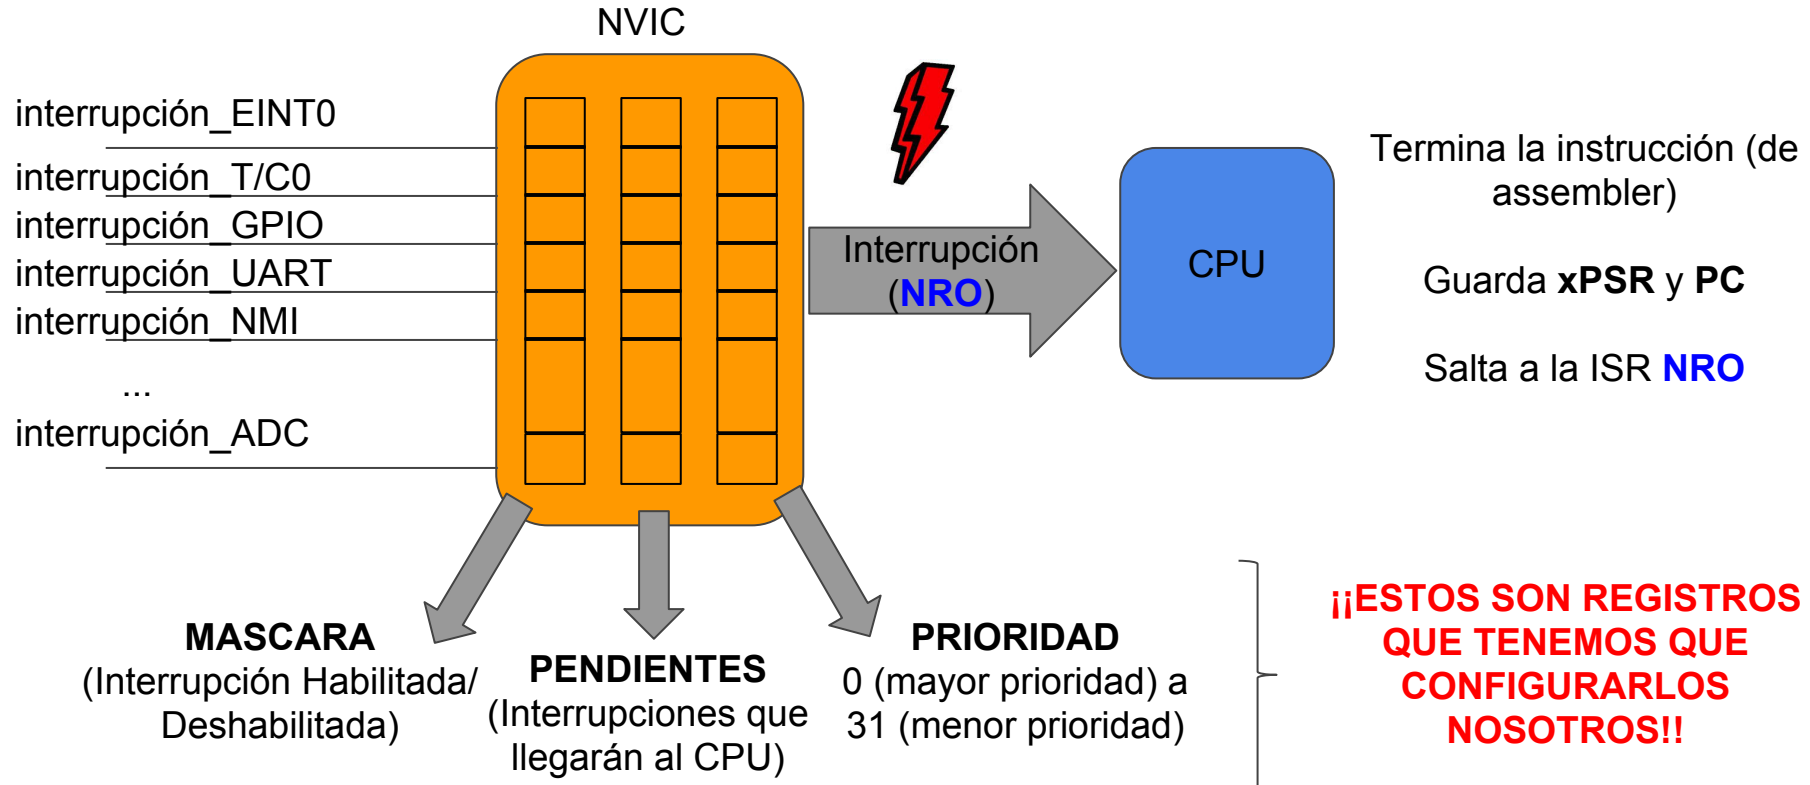 NVIC
interrupción_EINT0
interrupción_T/C0
interrupción_GPIO
interrupción_UART
interrupción_NMI
...
interrupción_ADC
Interrupción
(NRO)
CPU
Termina la instrucción (de
assembler)
Guarda xPSR y PC
Salta a la ISR NRO
MASCARA
(Interrupción Habilitada/
Deshabilitada)
PENDIENTES
(Interrupciones que
llegarán al CPU)
PRIORIDAD
0 (mayor prioridad) a
31 (menor prioridad)
¡¡ESTOS SON REGISTROS
QUE TENEMOS QUE
CONFIGURARLOS
NOSOTROS!!